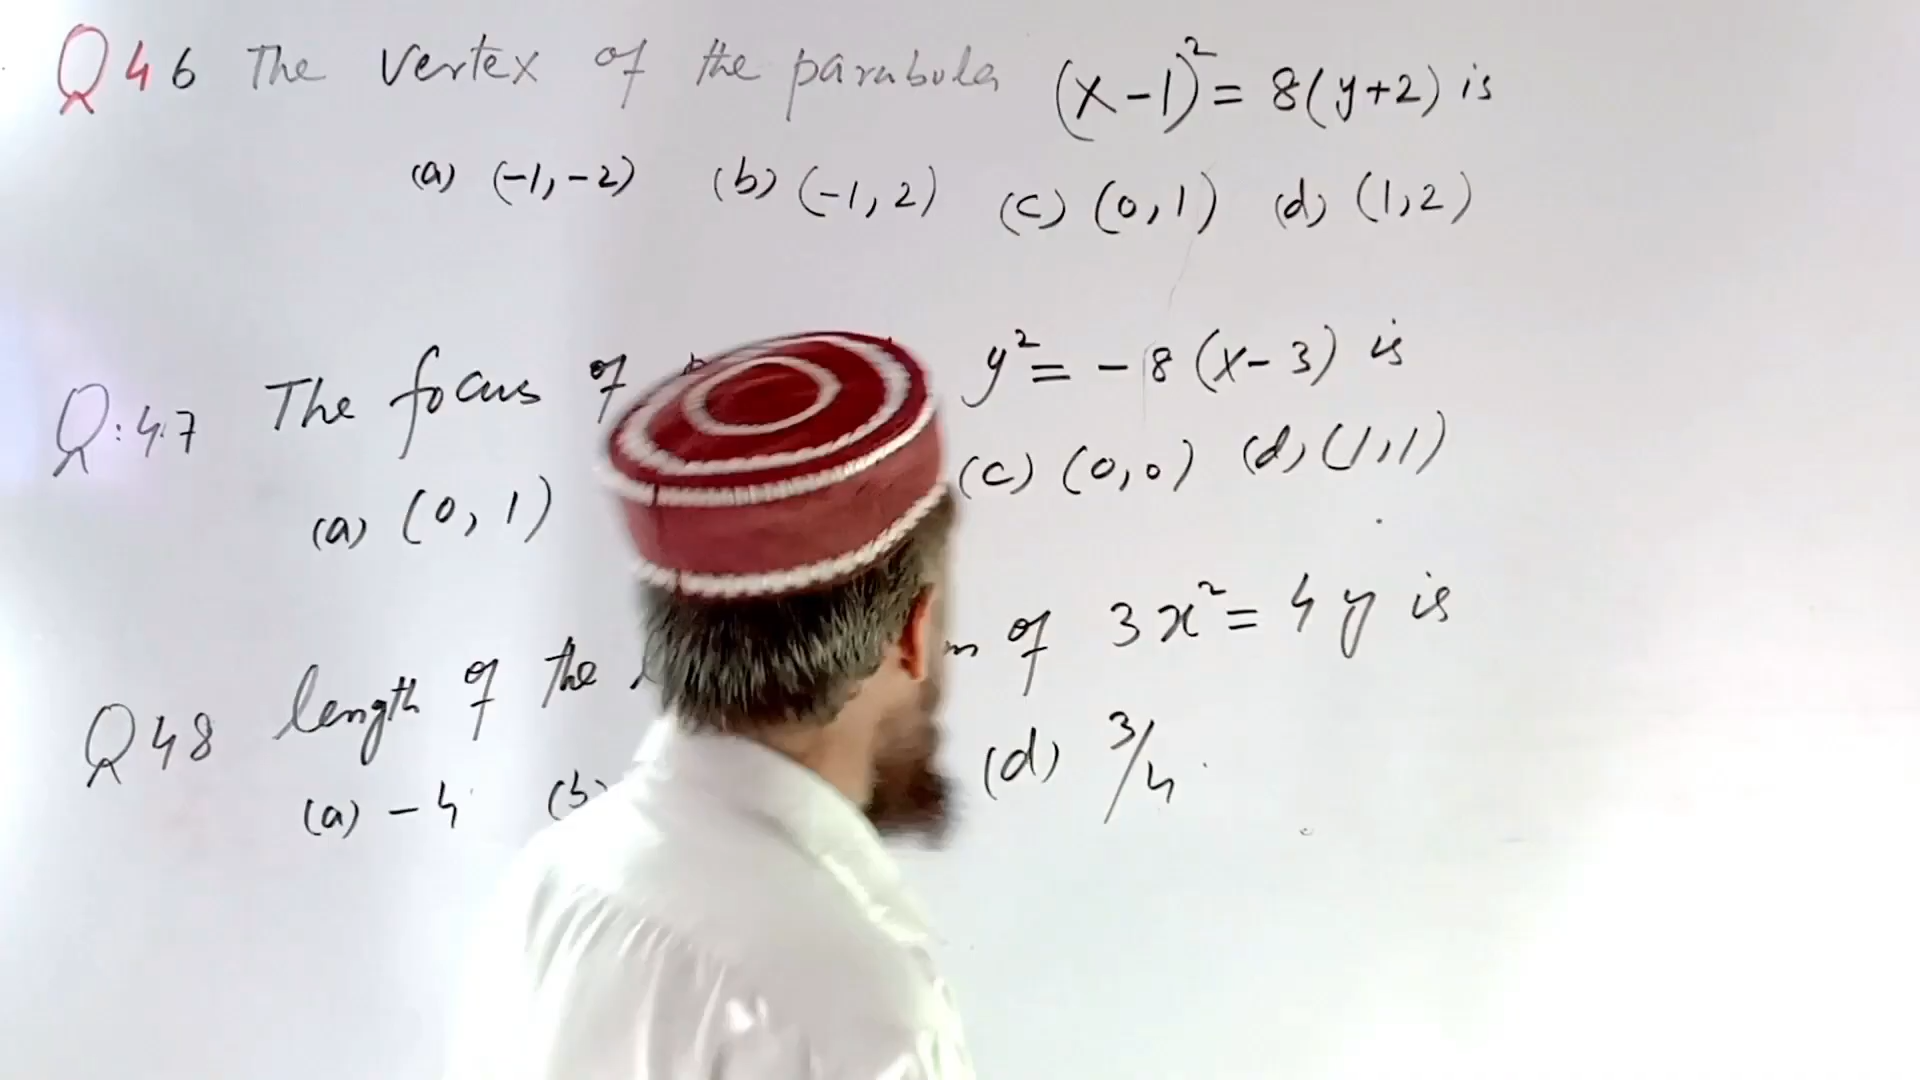 Q46 The vertex of the parabola (x-1)²= 8(y+2) is
(a) (-1,-2) (b) (-1,2) (c) (0,1) (d) (1,2)
Q:47 The focus of y²= -8(x-3) is
(a) (0,1) (c) (0,0) (d) (1,1)
Q48 length of the of 3x²= 4y is
(a) -4 (b) (d) 3/4